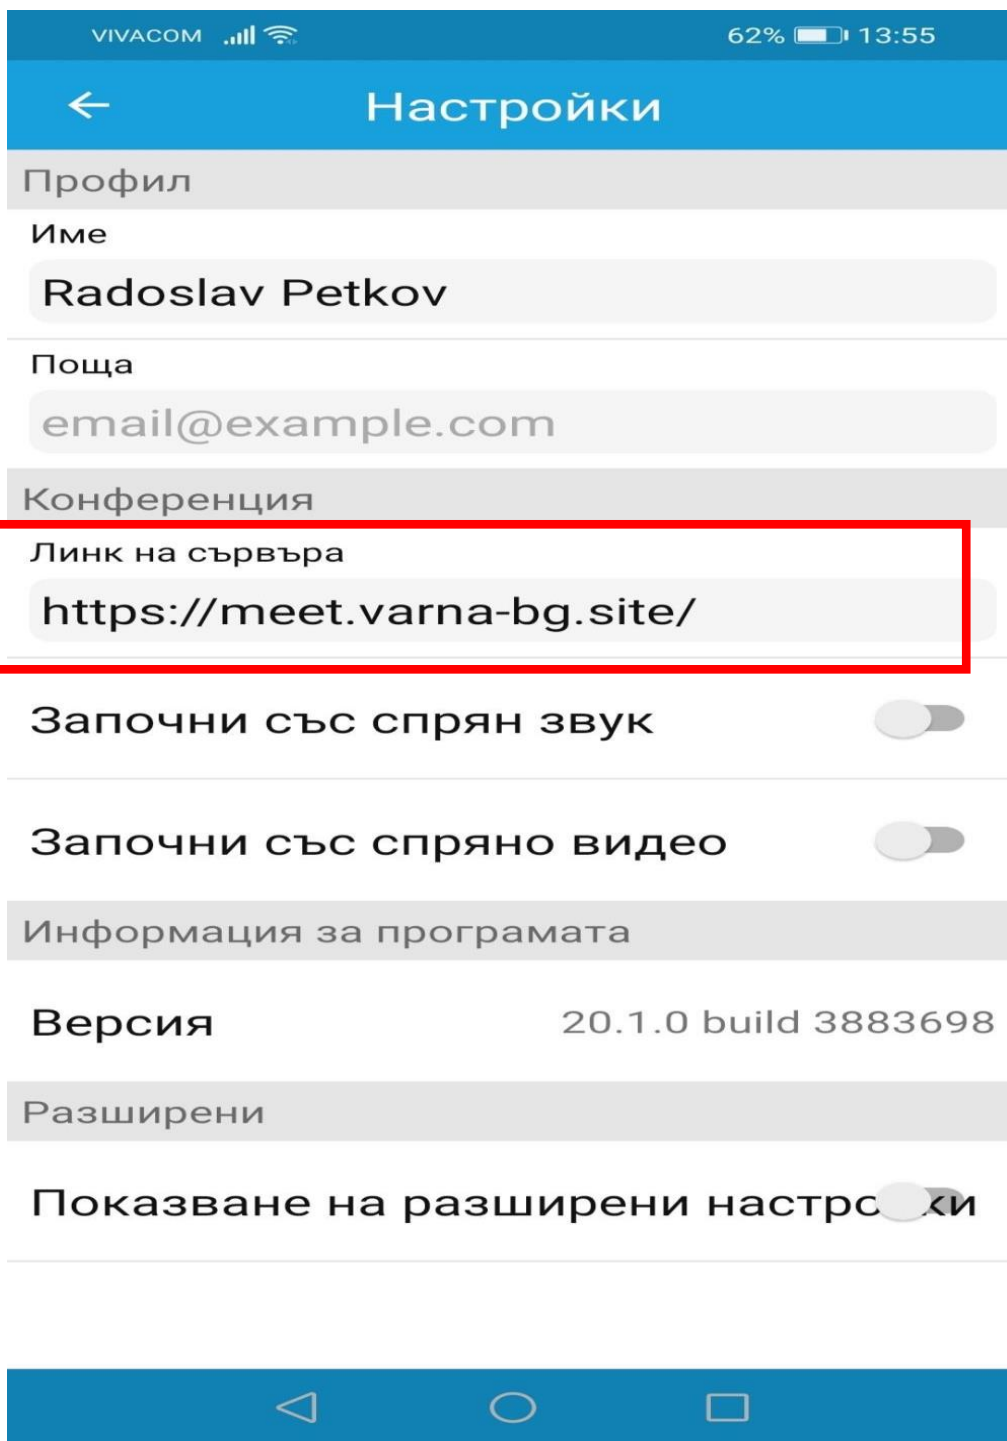 VIVACOM 62% 13:55
Настройки
Профил
Име
Radoslav Petkov
Поща
email@example.com
Конференция
Линк на сървъра
https://meet.varna-bg.site/
Започни със спрян звук
Започни със спряно видео
Информация за програмата
Версия 20.1.0 build 3883698
Разширени
Показване на разширени настройки